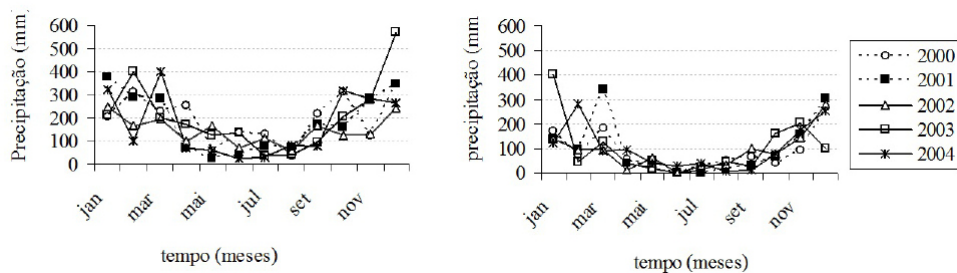 Precipitação (mm
600
500
400
300
200
100
0
jan
mar
mai
jul
set
nov
tempo (meses)
precipitação (mm
600
500
400
300
200
100
0
jan
mar
mai
jul
set
nov
tempo (meses)
2000
2001
2002
2003
2004